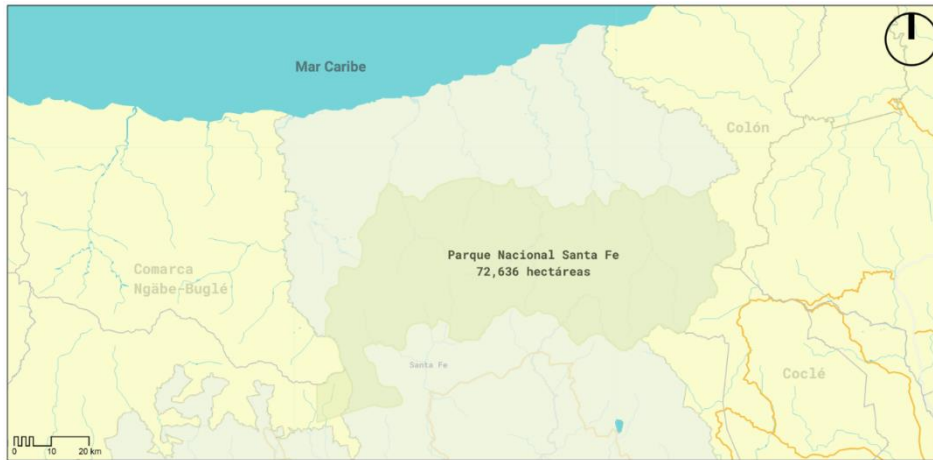 Mar Caribe
Colón
Parque Nacional Santa Fe
72,636 hectáreas
Comarca
Ngäbe-Buglé
Santa Fe
Coclé
0 10 20 km